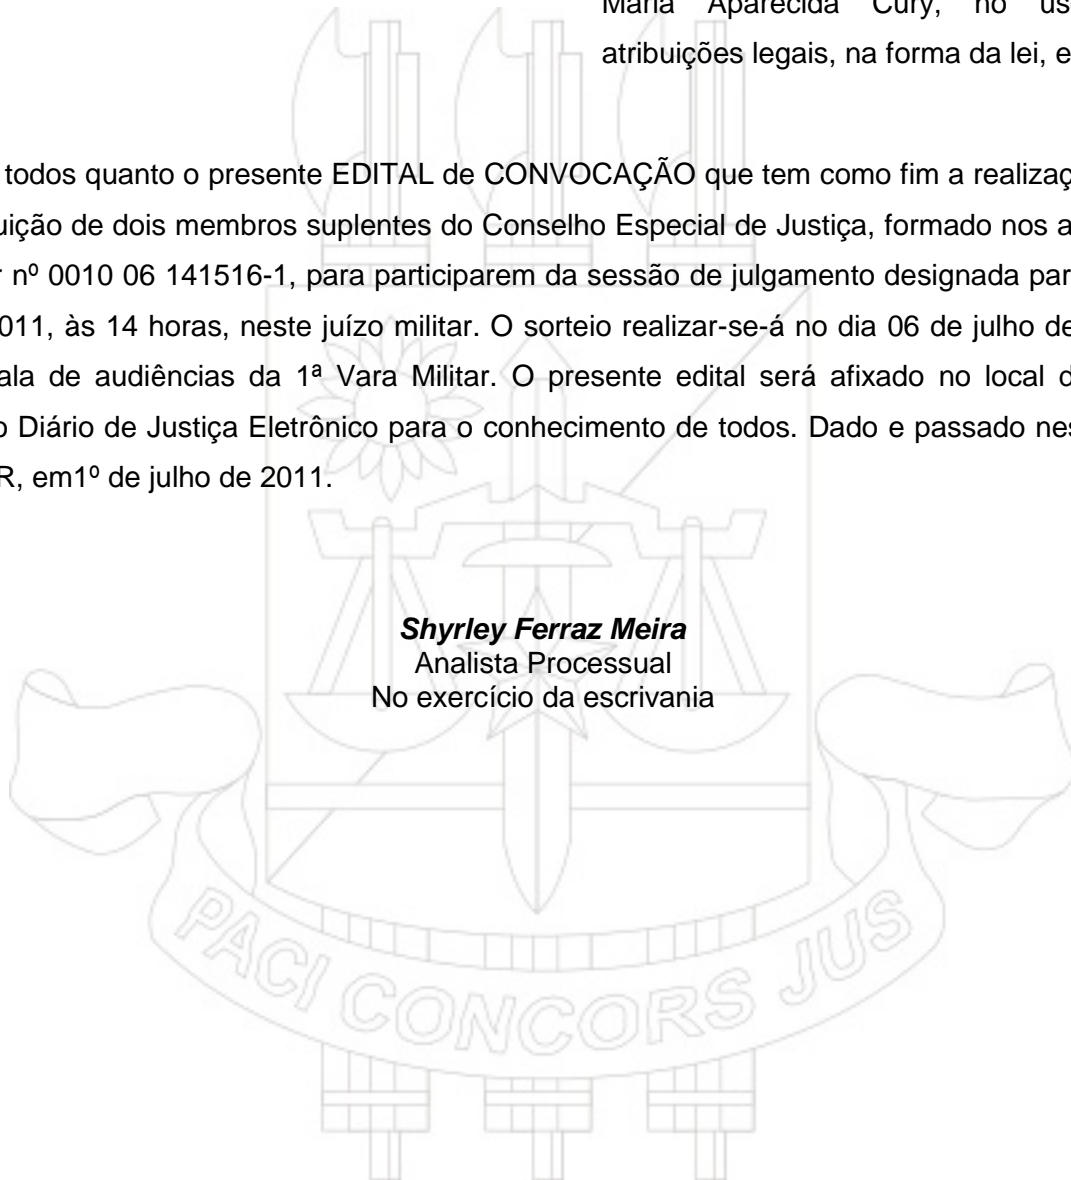 Maria Aparecida Cury, no us
atribuições legais, na forma da lei, e
todos quanto o presente EDITAL de CONVOCAÇÃO que tem como fim a realizaç
uição de dois membros suplentes do Conselho Especial de Justiça, formado nos a
r nº 0010 06 141516-1, para participarem da sessão de julgamento designada par
011, às 14 horas, neste juízo militar. O sorteio realizar-se-á no dia 06 de julho de
ala de audiências da 1ª Vara Militar. O presente edital será afixado no local d
o Diário de Justiça Eletrônico para o conhecimento de todos. Dado e passado nes
R, em1º de julho de 2011.
Shyrley Ferraz Meira
Analista Processual
No exercício da escrivania
PACI CONCORS JUS